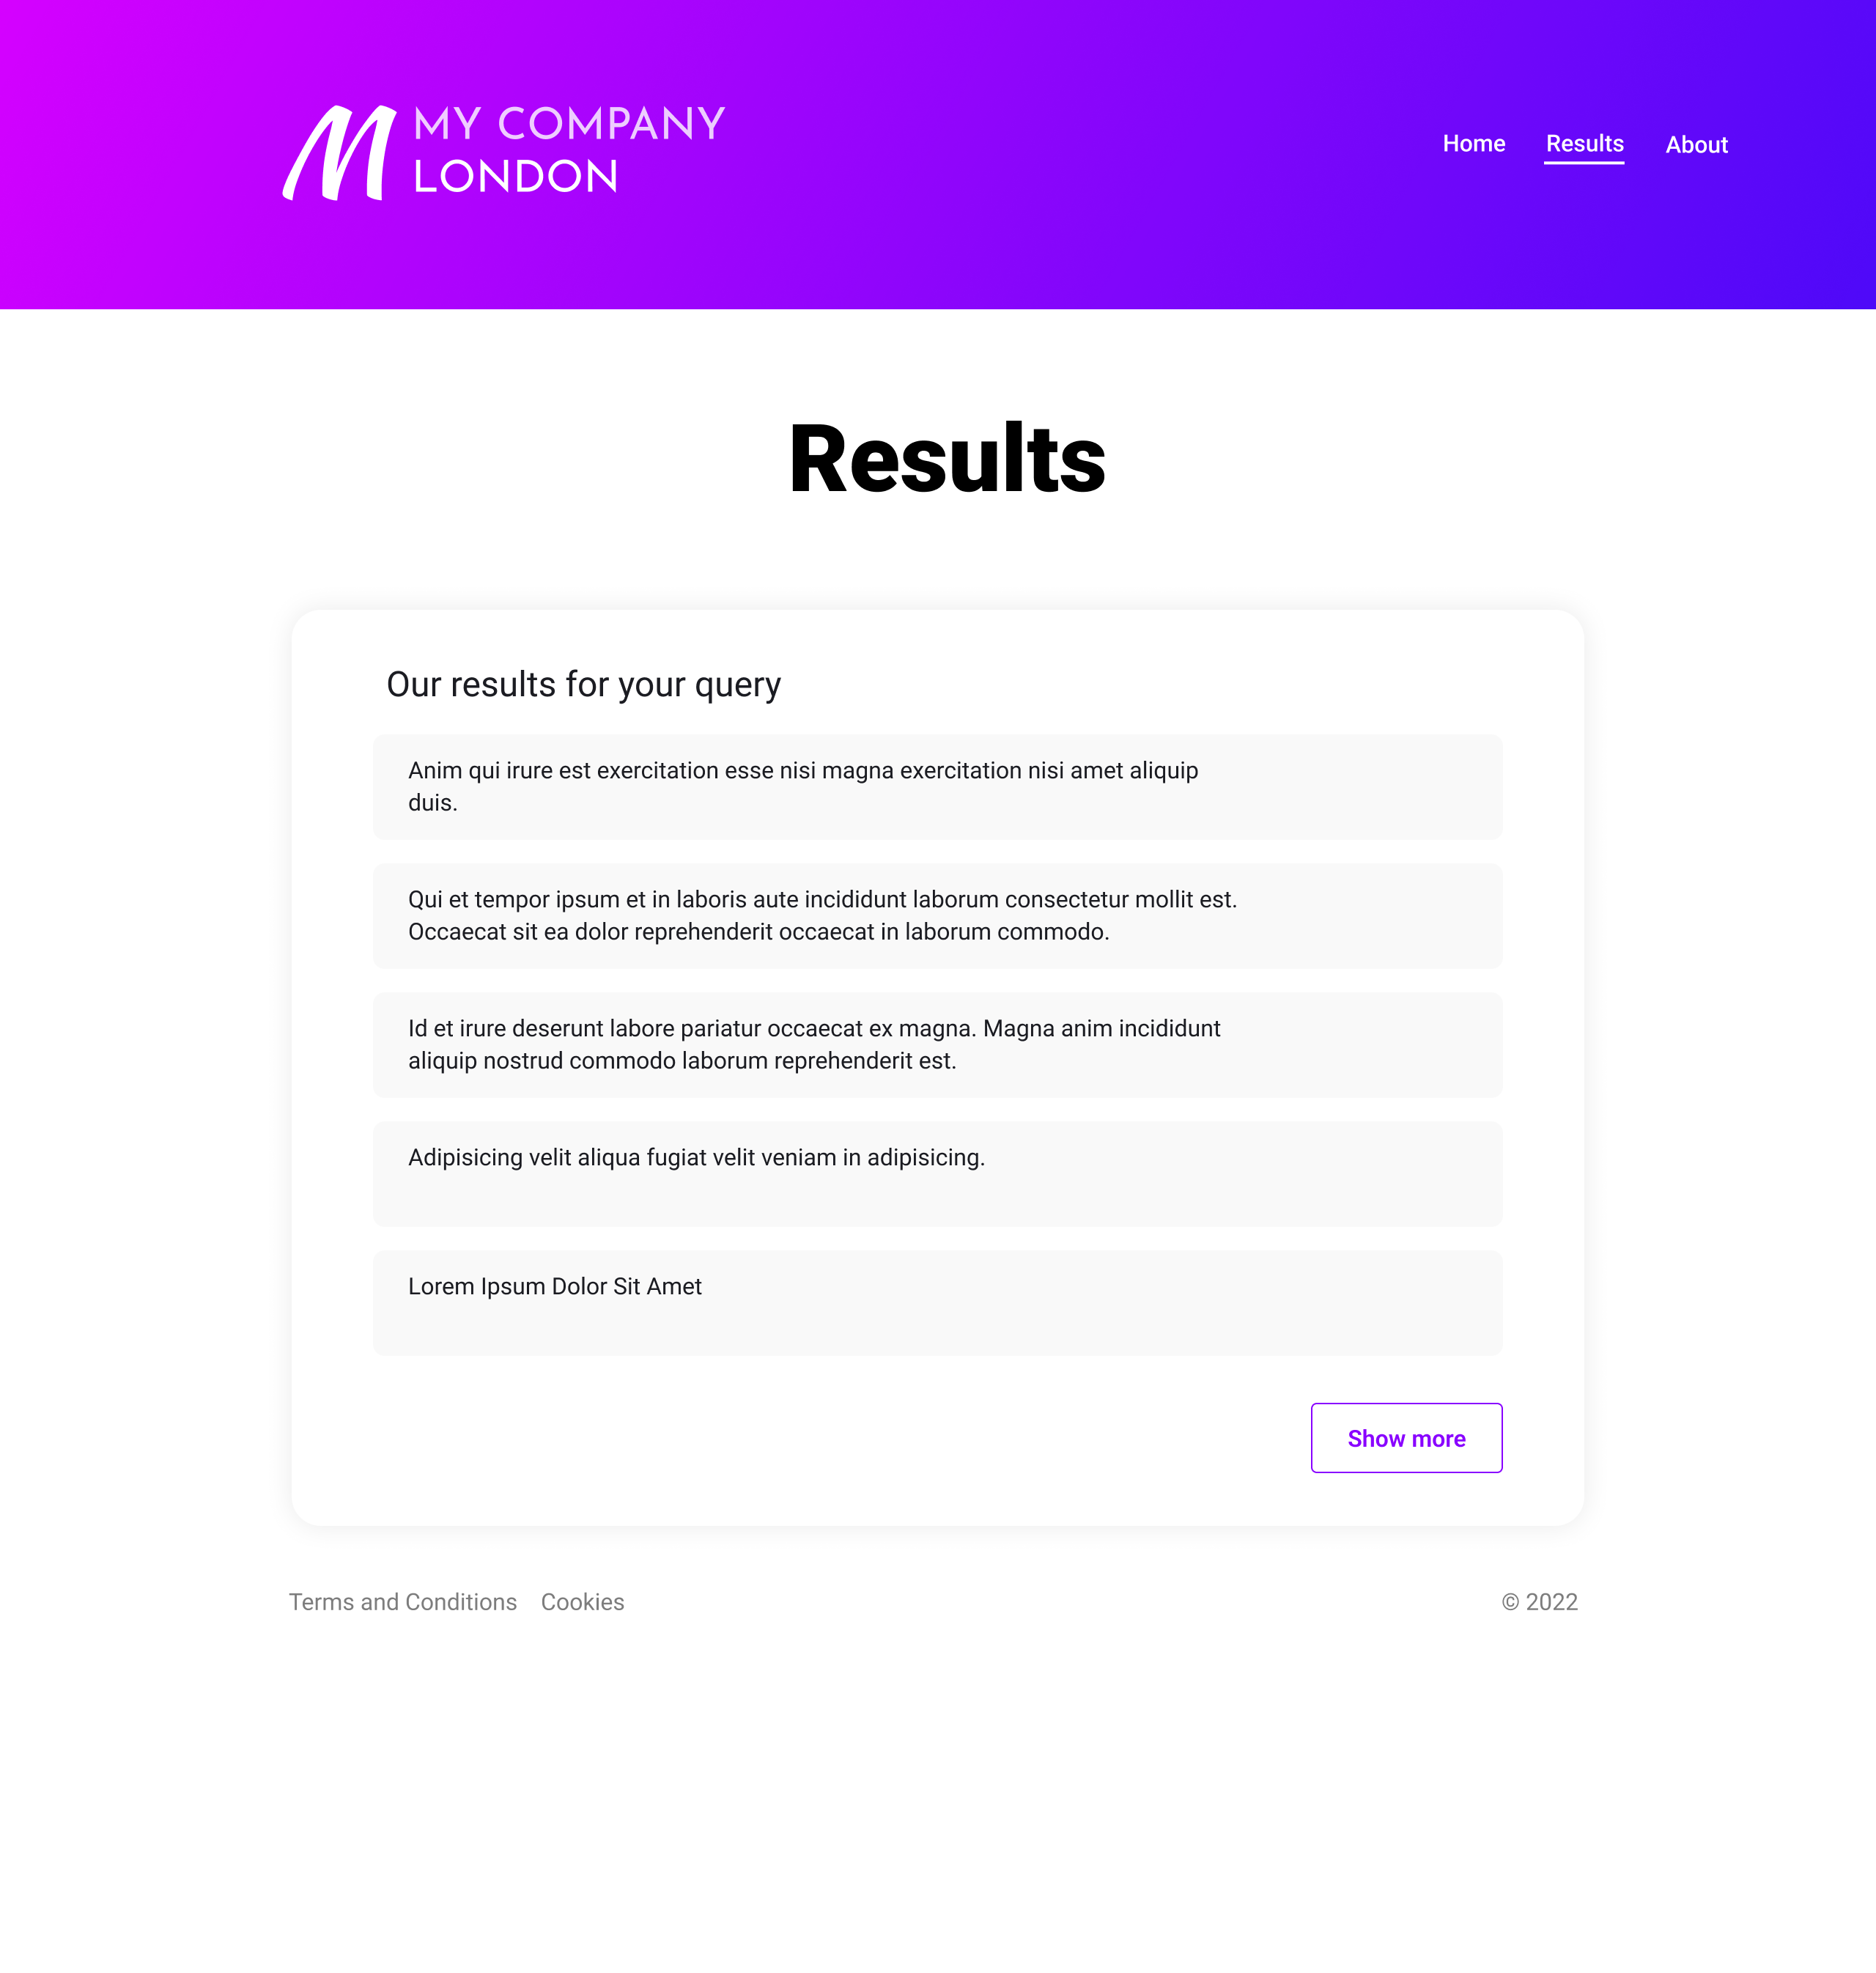 M MY COMPANY
LONDON
Home Results About
Results
Our results for your query
Anim qui irure est exercitation esse nisi magna exercitation nisi amet aliquip
duis.
Qui et tempor ipsum et in laboris aute incididunt laborum consectetur mollit est.
Occaecat sit ea dolor reprehenderit occaecat in laborum commodo.
Id et irure deserunt labore pariatur occaecat ex magna. Magna anim incididunt
aliquip nostrud commodo laborum reprehenderit est.
Adipisicing velit aliqua fugiat velit veniam in adipisicing.
Lorem Ipsum Dolor Sit Amet
Show more
Terms and Conditions Cookies © 2022